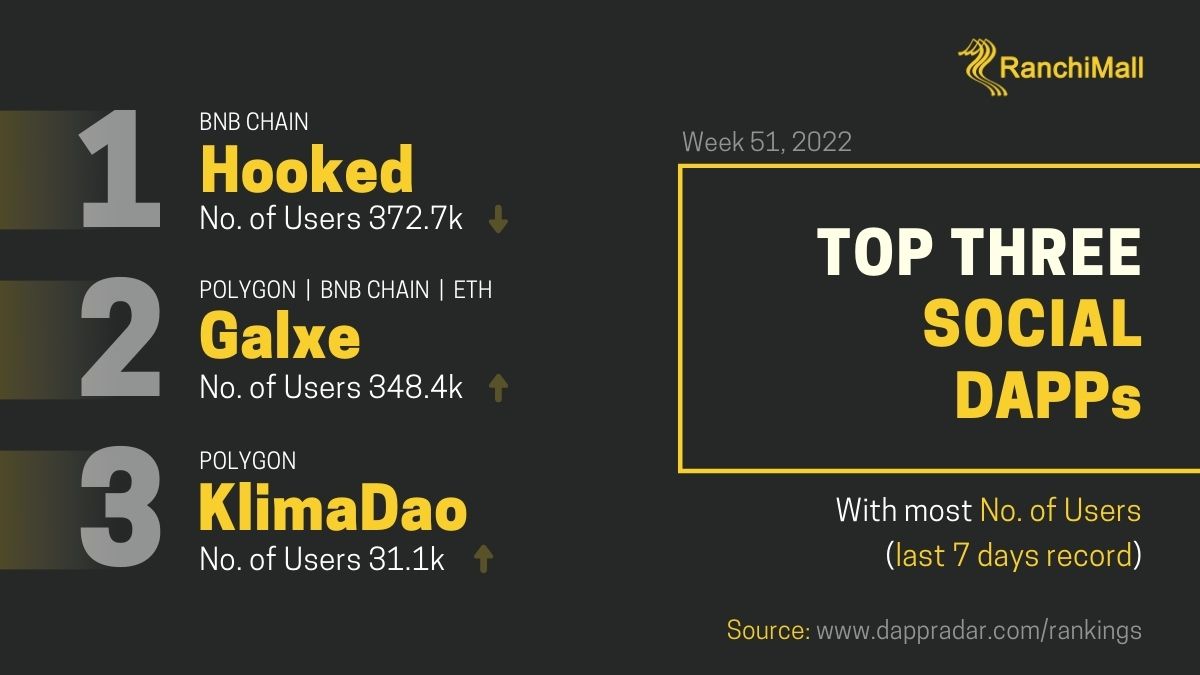 RanchiMall
1
BNB CHAIN
Hooked
No. of Users 372.7k
2
POLYGON | BNB CHAIN | ETH
Galxe
No. of Users 348.4k
3
POLYGON
KlimaDao
No. of Users 31.1k
Week 51, 2022
TOP THREE
SOCIAL
DAPPs
With most No. of Users
(last 7 days record)
Source: www.dappradar.com/rankings